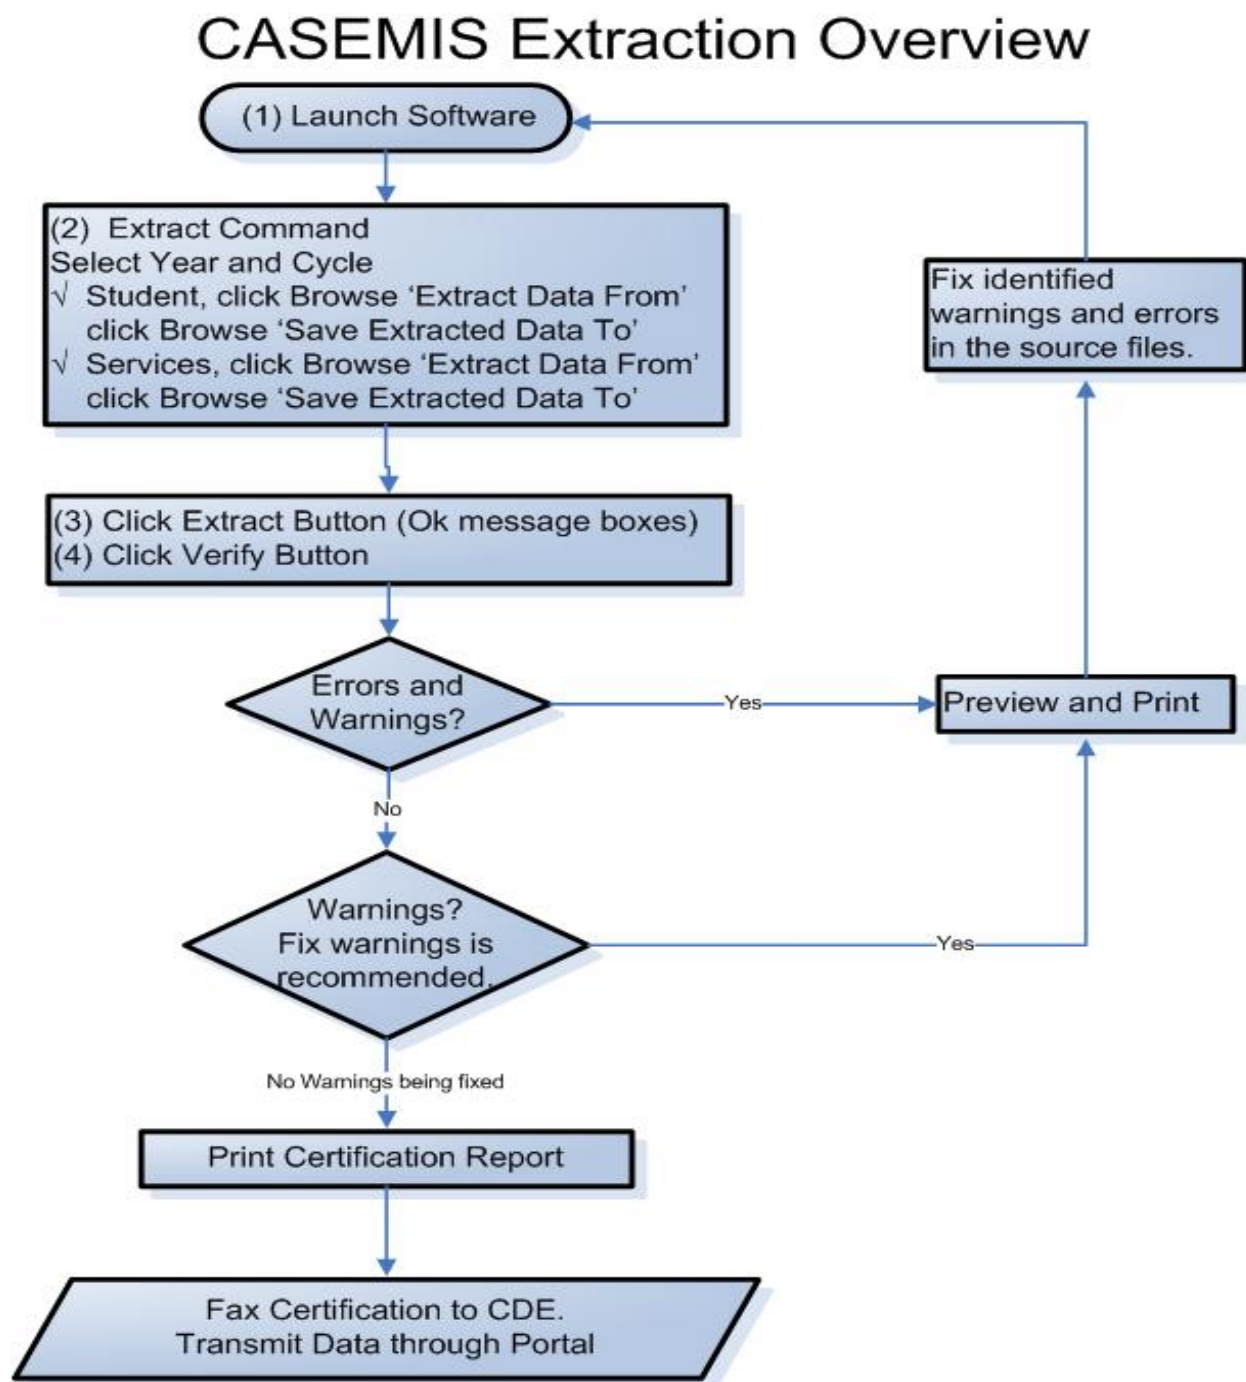 CASEMIS Extraction Overview
(1) Launch Software
(2) Extract Command
Select Year and Cycle
√ Student, click Browse ‘Extract Data From’
click Browse ‘Save Extracted Data To’
√ Services, click Browse ‘Extract Data From’
click Browse ‘Save Extracted Data To’
Fix identified
warnings and errors
in the source files.
(3) Click Extract Button (Ok message boxes)
(4) Click Verify Button
Errors and
Warnings?
Yes
Preview and Print
No
Warnings?
Fix warnings is
recommended.
Yes
No Warnings being fixed
Print Certification Report
Fax Certification to CDE.
Transmit Data through Portal